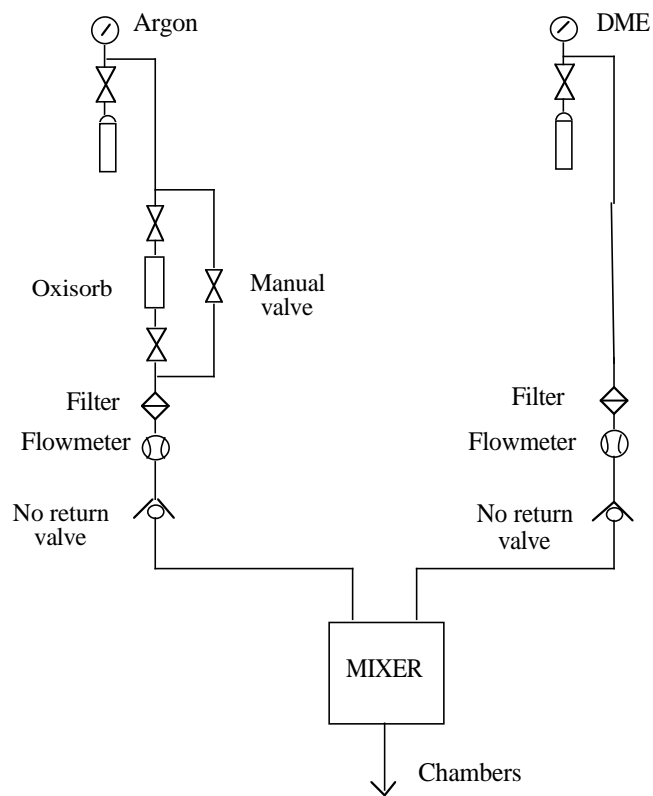 Argon
DME
Oxisorb
Manual
valve
Filter
Filter
Flowmeter
Flowmeter
No return
valve
No return
valve
MIXER
Chambers